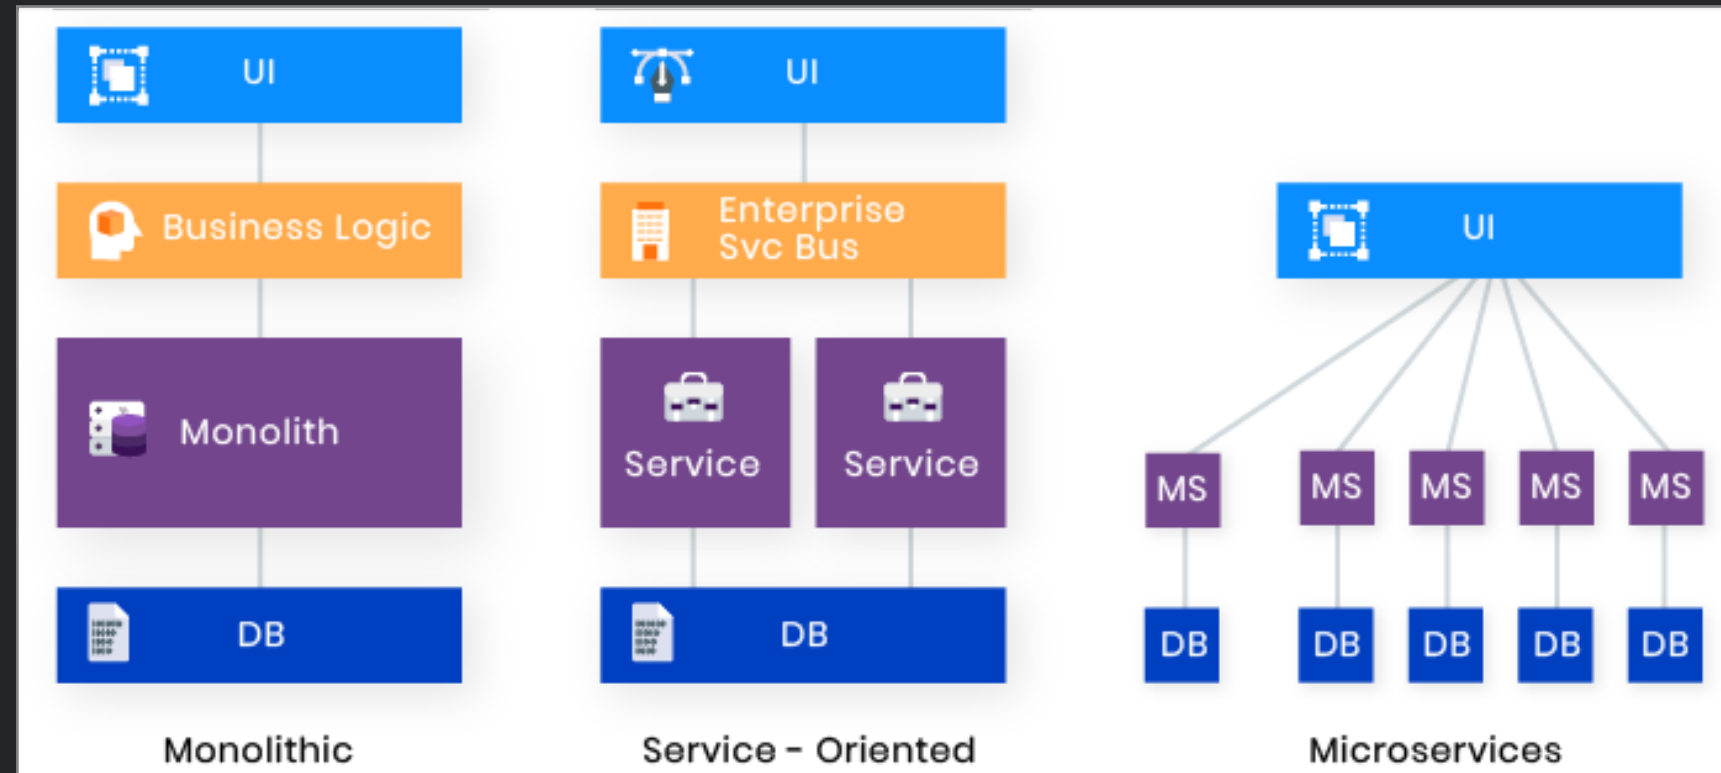 UI
Business Logic
Monolith
DB
Monolithic
UI
Enterprise
Svc Bus
Service
Service
DB
Service - Oriented
UI
MS
MS
MS
MS
MS
DB
DB
DB
DB
DB
Microservices